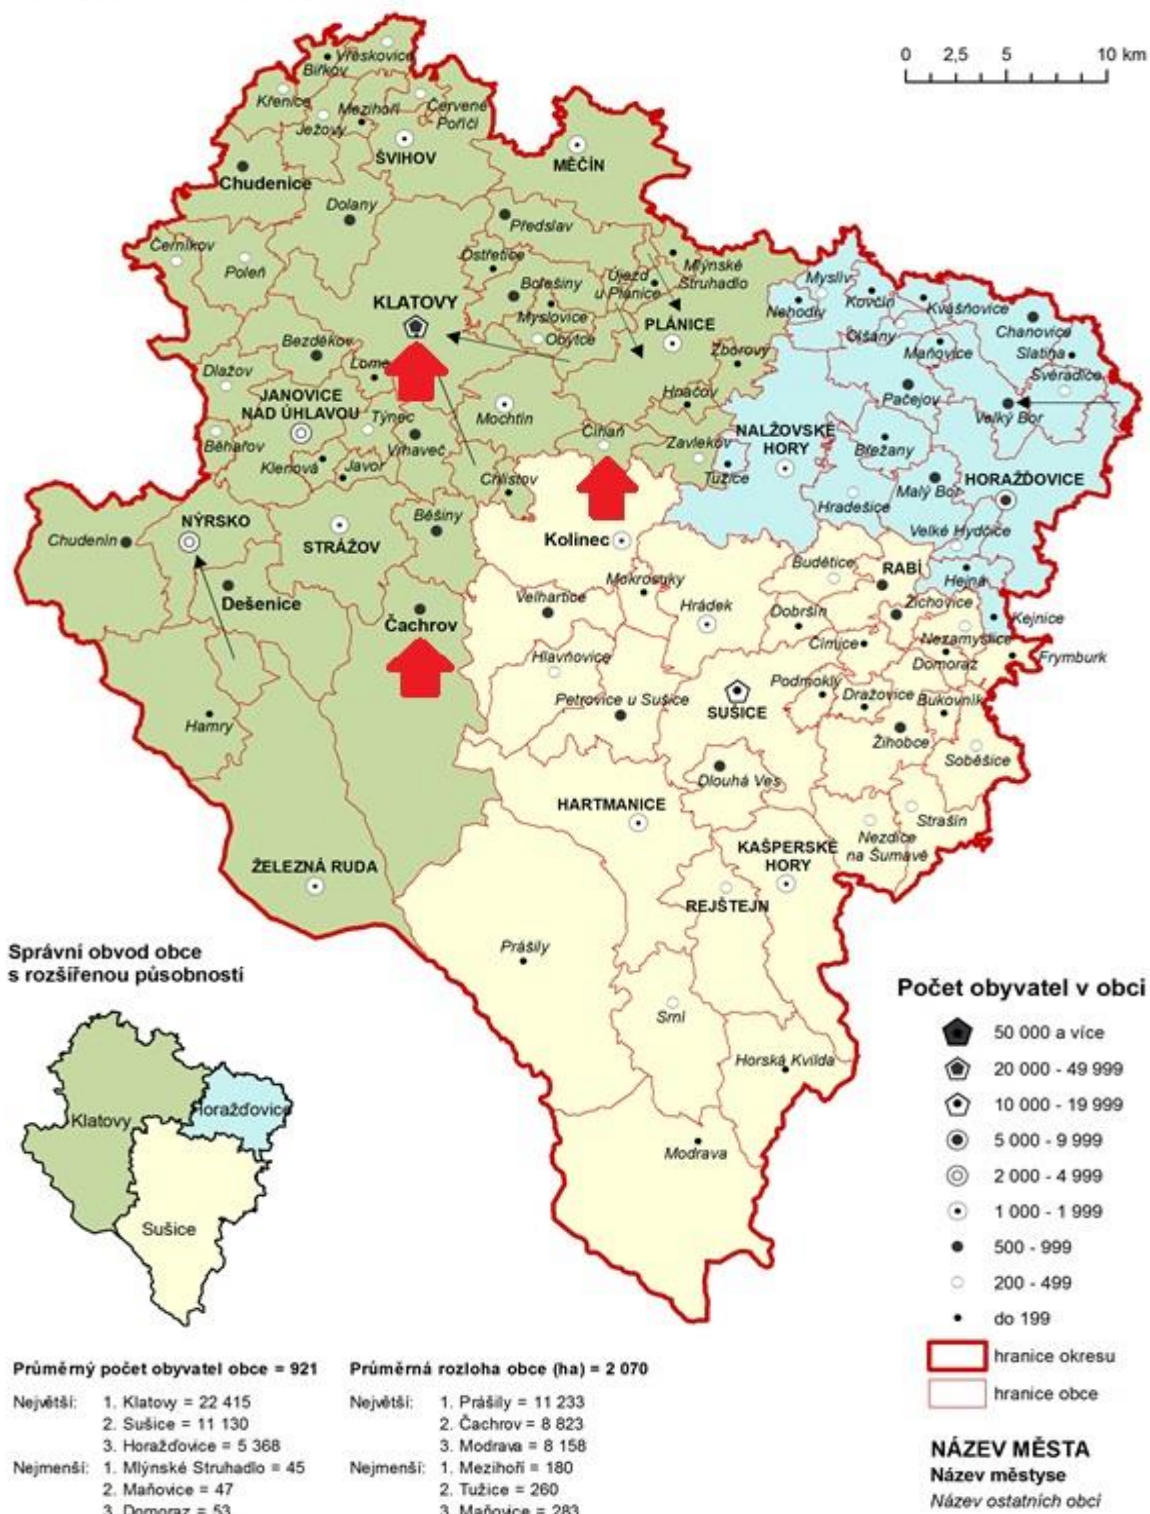 0 2,5 5 10 km
Vřeskovice
Biřkov
Křenice
Mezihoří
Červené
Poříčí
Ježovy
ŠVIHOV
MĚČÍN
Chudenice
Dolany
Předslav
Černíkov
Poleň
Ostřetice
Mlýnské
Struhadlo
Újezd
u Plánice
Bolešiny
Myslovice
KLATOVY
Obytce
PLÁNICE
Zborovy
Mysliv
Nehodiv
Kovčín
Kvášňovice
Olšany
Chanovice
Maňovice
Slatina
Svéradice
Bezděkov
Lomec
Dlažov
JANOVICE
NAD ÚHLAVOU
Týnec
Mochtín
Hnačov
Pačejov
Velký Bor
Běhařov
Vrhaveč
Číhaň
Zavlekov
NALŽOVSKÉ
HORY
Břežany
Klenová
Javor
Chlistov
Tužice
Malý Bor
HORAŽĎOVICE
Hradešice
NÝRSKO
STRÁŽOV
Běšiny
Velké Hydčice
Chudenín
Kolinec
Budětice
RABÍ
Hejná
Dešenice
Mokrosuky
Velhartice
Hrádek
Dobršín
Žichovice
Kejnice
Čachrov
Čímice
Nezamyslice
Domoraz
Frymburk
Hlavňovice
Podmokly
Dražovice
Bukovník
Petrovice u Sušice
SUŠICE
Hamry
Žihobce
Soběšice
Dlouhá Ves
HARTMANICE
Strašín
Nezdice
na Šumavě
KAŠPERSKÉ
HORY
ŽELEZNÁ RUDA
REJŠTEJN
Prášily
Srní
Horská Kvilda
Modrava
Správní obvod obce
s rozšířenou působností
Klatovy
Horažďovice
Sušice
Počet obyvatel v obci
50 000 a více
20 000 - 49 999
10 000 - 19 999
5 000 - 9 999
2 000 - 4 999
1 000 - 1 999
500 - 999
200 - 499
do 199
hranice okresu
hranice obce
NÁZEV MĚSTA
Název městyse
Název ostatních obcí
Průměrný počet obyvatel obce = 921
Největší: 1. Klatovy = 22 415
2. Sušice = 11 130
3. Horažďovice = 5 368
Nejmenší: 1. Mlýnské Struhadlo = 45
2. Maňovice = 47
3. Domoraz = 53
Průměrná rozloha obce (ha) = 2 070
Největší: 1. Prášily = 11 233
2. Čachrov = 8 823
3. Modrava = 8 158
Nejmenší: 1. Mezihoří = 180
2. Tužice = 260
3. Maňovice = 283